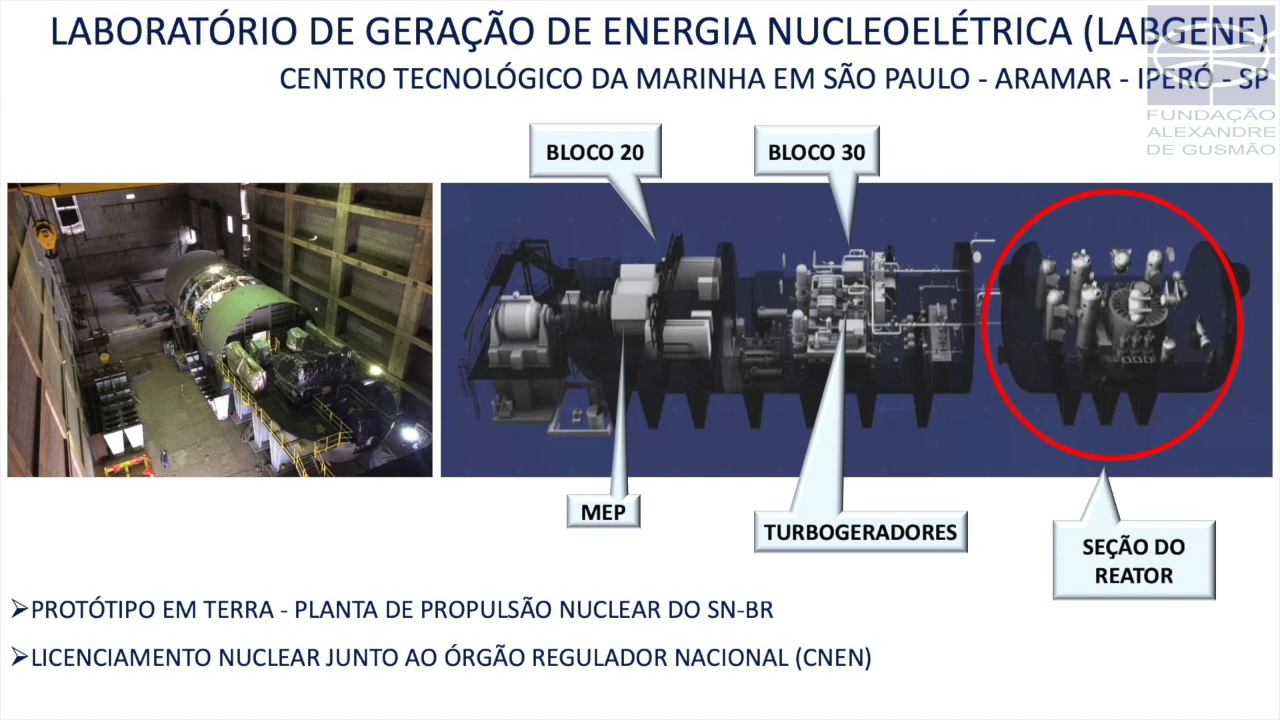 LABORATÓRIO DE GERAÇÃO DE ENERGIA NUCLEOELÉTRICA (LABGENE)
CENTRO TECNOLÓGICO DA MARINHA EM SÃO PAULO - ARAMAR - IPERÓ - SP
FUNDAÇÃO
ALEXANDRE
DE GUSMÃO
BLOCO 20
BLOCO 30
MEP
TURBOGERADORES
SEÇÃO DO
REATOR
➢PROTÓTIPO EM TERRA - PLANTA DE PROPULSÃO NUCLEAR DO SN-BR
➢LICENCIAMENTO NUCLEAR JUNTO AO ÓRGÃO REGULADOR NACIONAL (CNEN)